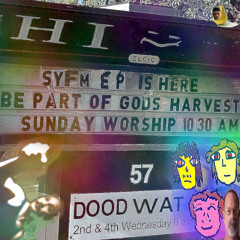 HI
ELCIC
SYFM EP IS HERE
BE PART OF GODS HARVEST
SUNDAY WORSHIP 10 30 AM
57
DOOD WAT
2nd & 4th Wednesday